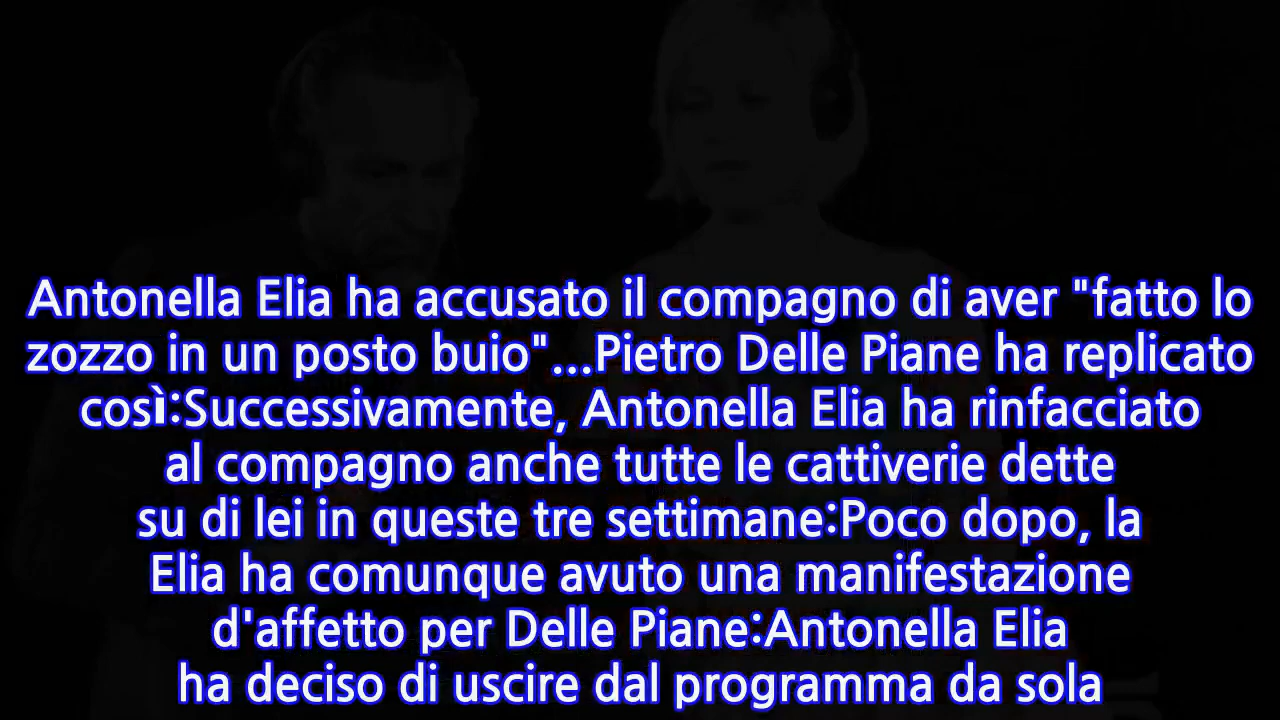 Antonella Elia ha accusato il compagno di aver "fatto lo
zozzo in un posto buio"...Pietro Delle Piane ha replicato
così:Successivamente, Antonella Elia ha rinfacciato
al compagno anche tutte le cattiverie dette
su di lei in queste tre settimane:Poco dopo, la
Elia ha comunque avuto una manifestazione
d'affetto per Delle Piane:Antonella Elia
ha deciso di uscire dal programma da sola